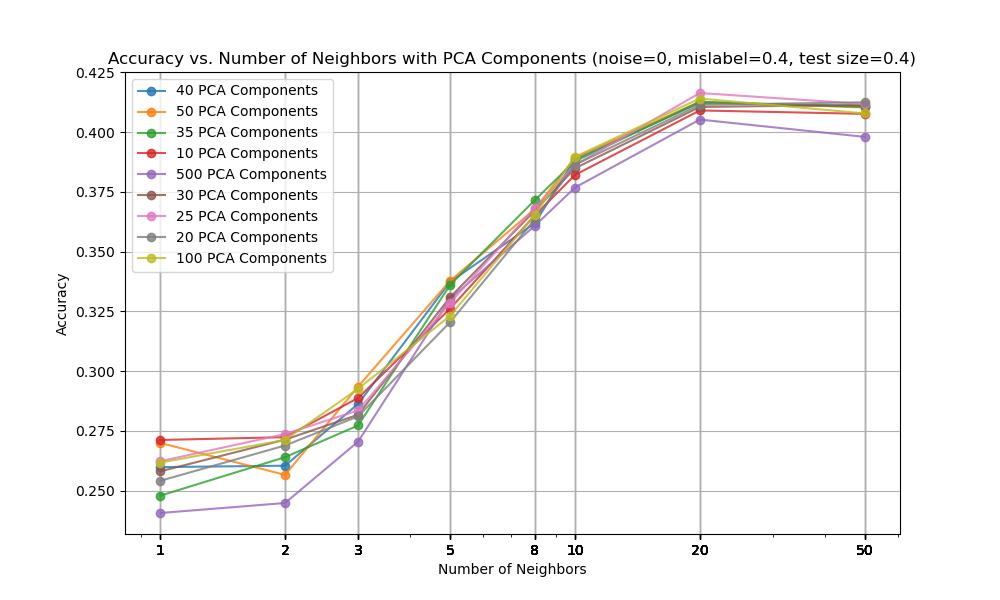 Accuracy vs. Number of Neighbors with PCA Components (noise=0, mislabel=0.4, test size=0.4)
0.425
0.400
0.375
0.350
0.325
0.300
0.275
0.250
Accuracy
40 PCA Components
50 PCA Components
35 PCA Components
10 PCA Components
500 PCA Components
30 PCA Components
25 PCA Components
20 PCA Components
100 PCA Components
1 2 3 5 8 10 20 50
Number of Neighbors